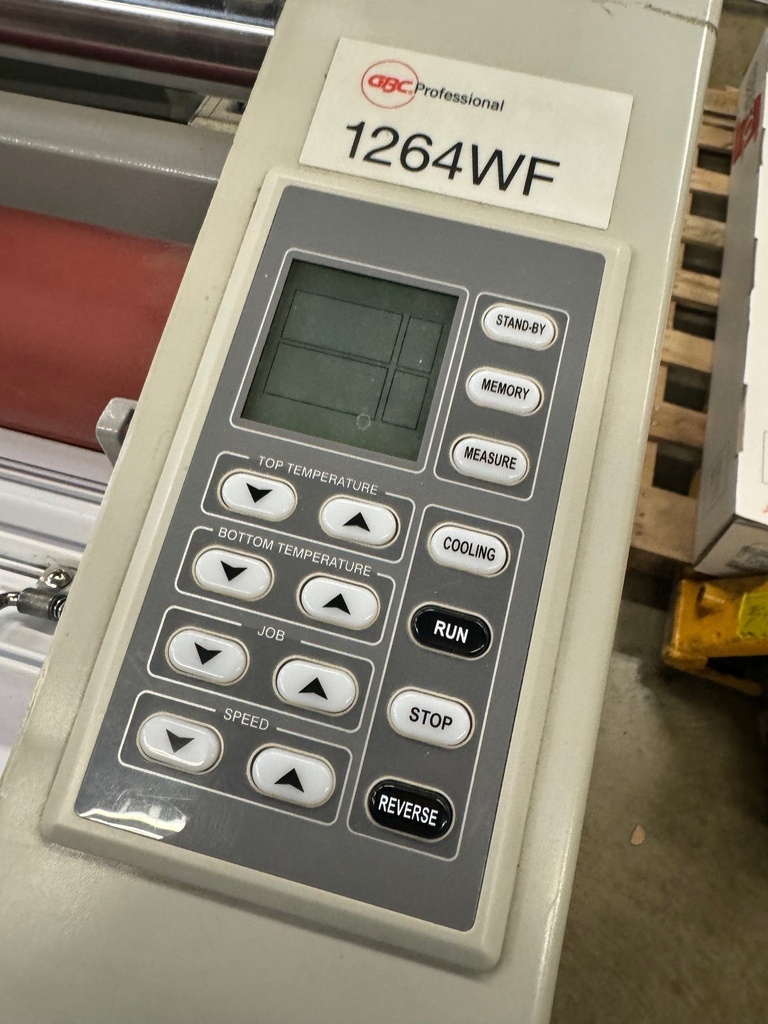 GBC Professional
1264WF
STAND-BY
MEMORY
MEASURE
TOP TEMPERATURE
BOTTOM TEMPERATURE
JOB
SPEED
COOLING
RUN
STOP
REVERSE